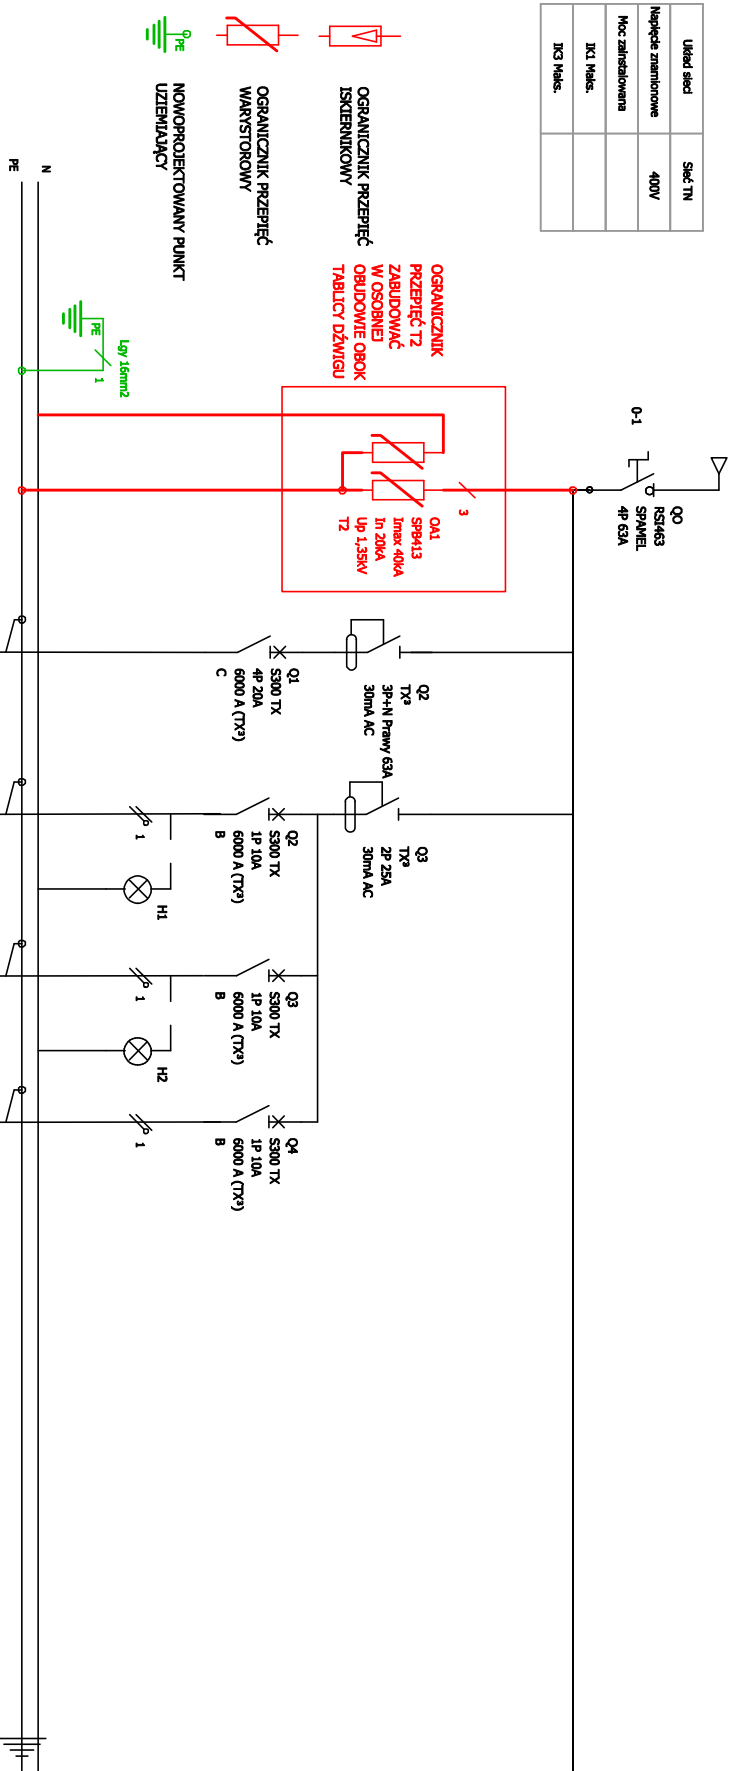 Układ sieci
Sieć TN
Napięcie znamionowe
400V
Moc zainstalowana
IK1 Maks.
IK3 Maks.
OGRANICZNIK PRZEPIĘĆ
ISKIERNIKOWY
OGRANICZNIK PRZEPIĘĆ
WARYSTOROWY
PE
NOWOPROJEKTOWANY PUNKT
UZIEMIAJĄCY
OGRANICZNIK
PRZEPIĘĆ T2
ZABUDOWAĆ
W OSOBNEJ
OBUDOWIE OBOK
TABLICY DŹWIGU
0-1
QO
RSI463
SPAMEL
4P 63A
3
OA1
SPB413
Imax 40kA
In 20kA
Up 1,35kV
T2
Q2
TX³
3P+N Prawy 63A
30mA AC
Q1
S300 TX
4P 20A
6000 A (TX³)
C
Q3
TX³
2P 25A
30mA AC
Q2
S300 TX
1P 10A
6000 A (TX³)
B
1
H1
Q3
S300 TX
1P 10A
6000 A (TX³)
B
1
H2
Q4
S300 TX
1P 10A
6000 A (TX³)
B
1
Lgy 16mm2
PE
1
N
PE